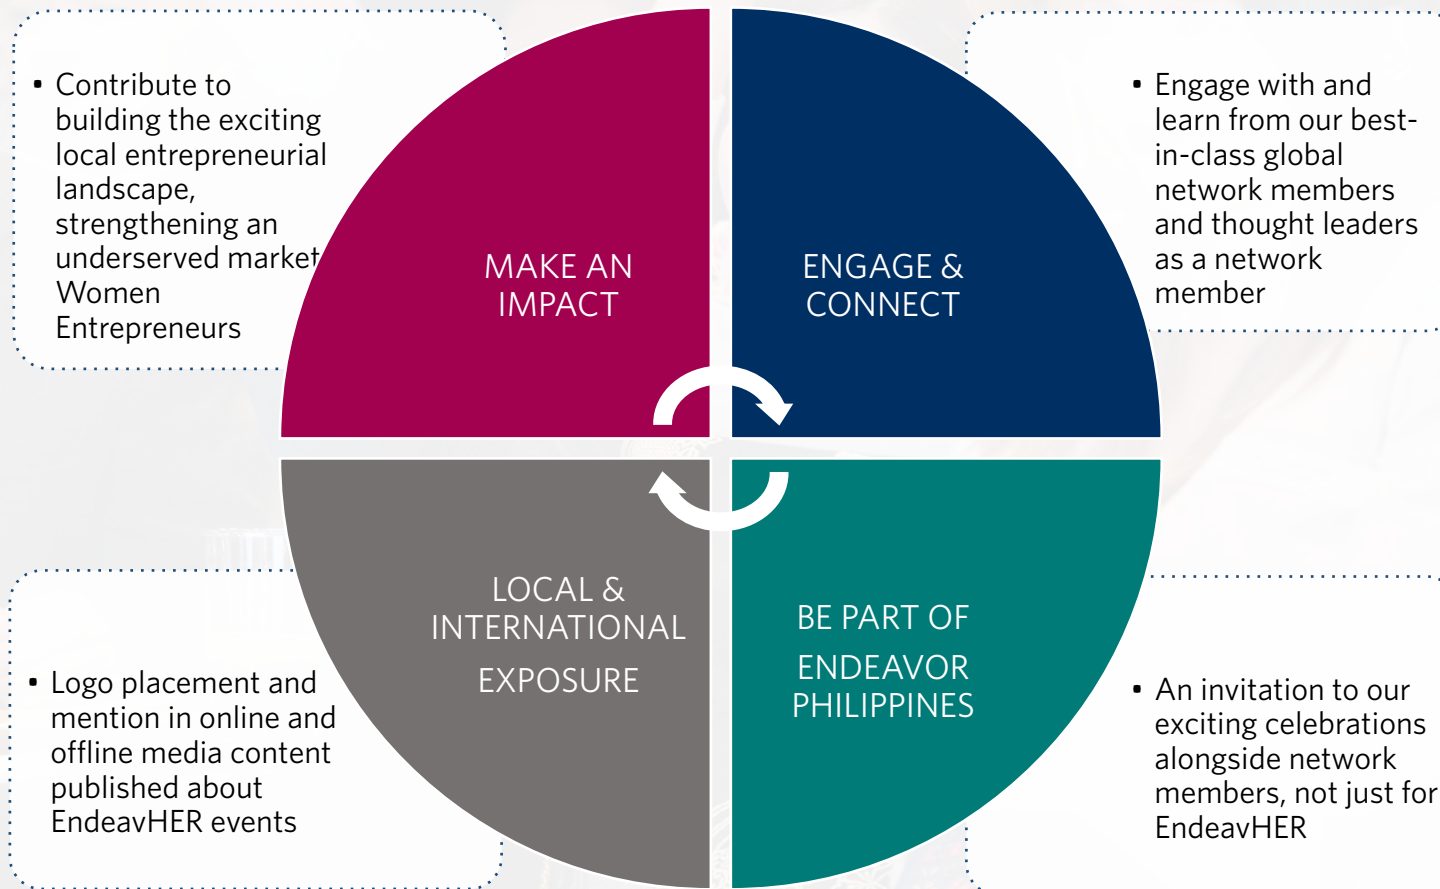 • Contribute to
building the exciting
local entrepreneurial
landscape,
strengthening an
underserved market
Women
Entrepreneurs
MAKE AN
IMPACT
ENGAGE &
CONNECT
• Engage with and
learn from our best-
in-class global
network members
and thought leaders
as a network
member
• Logo placement and
mention in online and
offline media content
published about
EndeavHER events
LOCAL &
INTERNATIONAL
EXPOSURE
BE PART OF
ENDEAVOR
PHILIPPINES
• An invitation to our
exciting celebrations
alongside network
members, not just for
EndeavHER